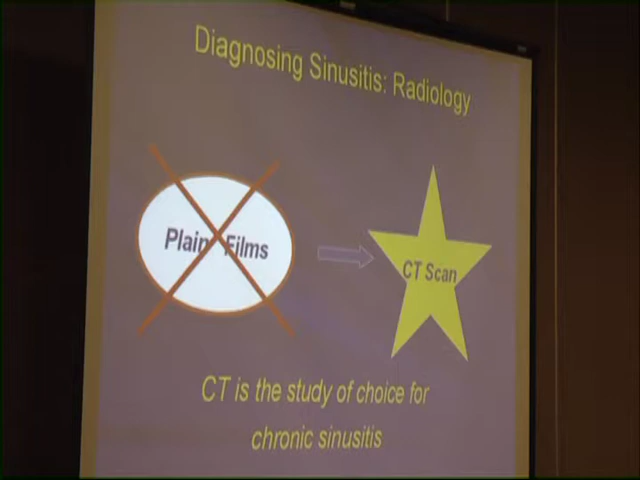 Diagnosing Sinusitis: Radiology
Plain Films
CT Scan
CT is the study of choice for
chronic sinusitis